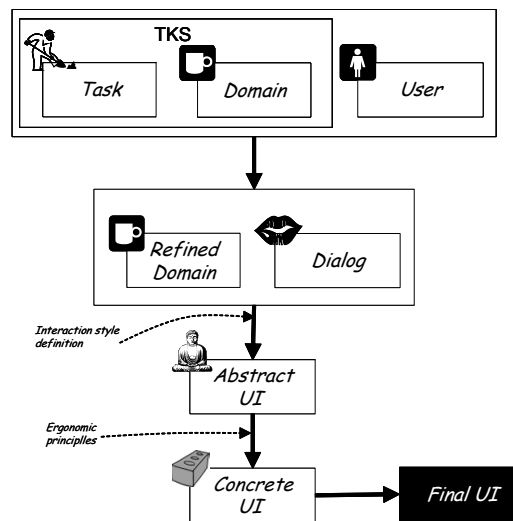 TKS
Task
Domain
User
Refined
Domain
Dialog
Interaction style
definition
Abstract
UI
Ergonomic
principlles
Concrete
UI
Final UI